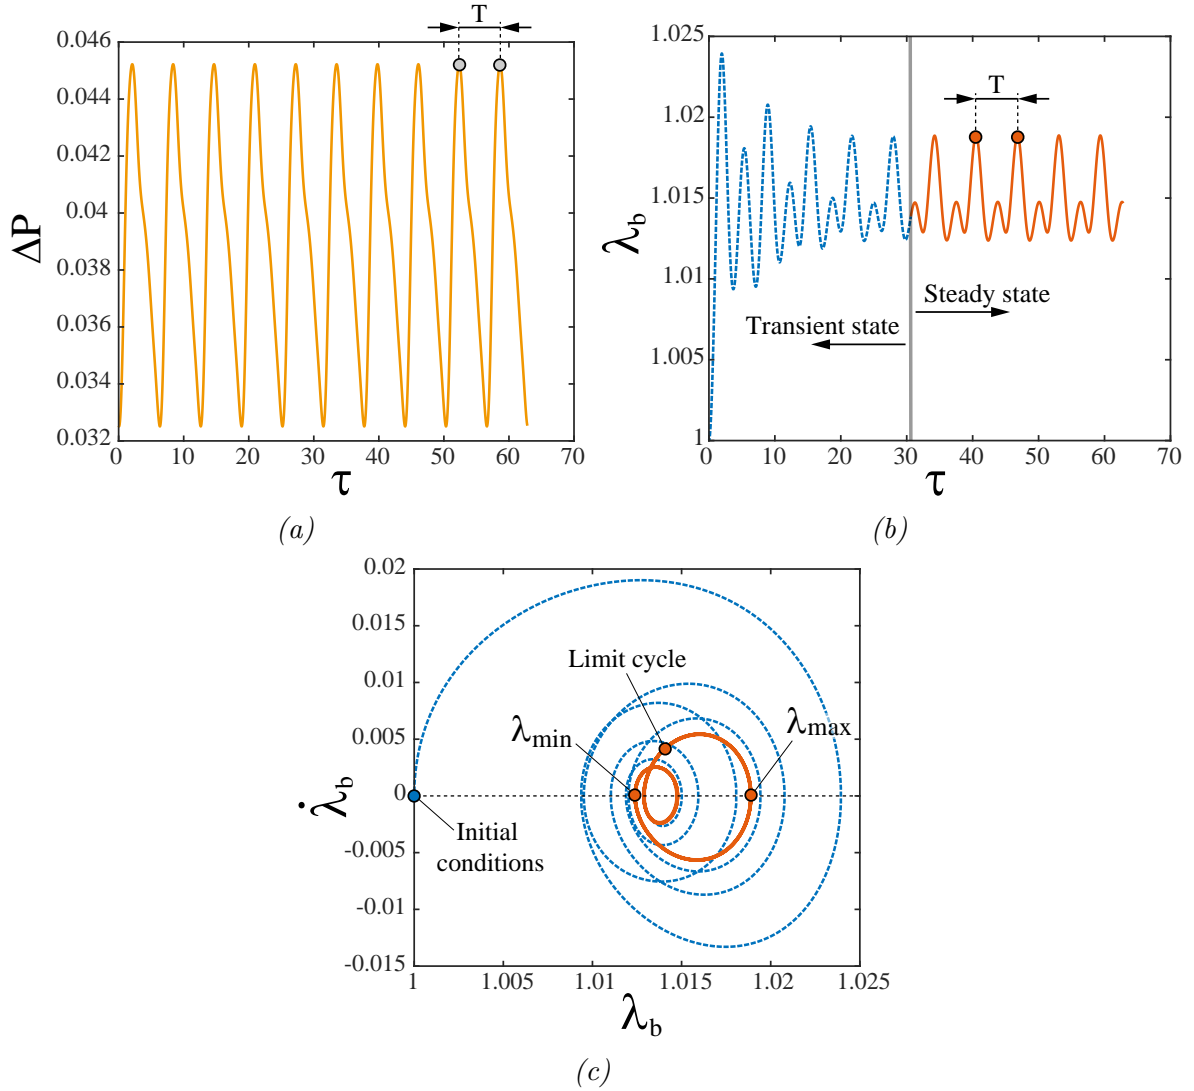 T
0.046
0.044
0.042
0.04
0.038
0.036
0.034
0.032
ΔP
0 10 20 30 40 50 60 70
τ
(a)
1.025
1.02
1.015
1.01
1.005
1
λb
T
Steady state
Transient state
0 10 20 30 40 50 60 70
τ
(b)
0.02
0.015
0.01
0.005
0
-0.005
-0.01
-0.015
λ̇b
Limit cycle
λmin
λmax
Initial
conditions
1 1.005 1.01 1.015 1.02 1.025
λb
(c)